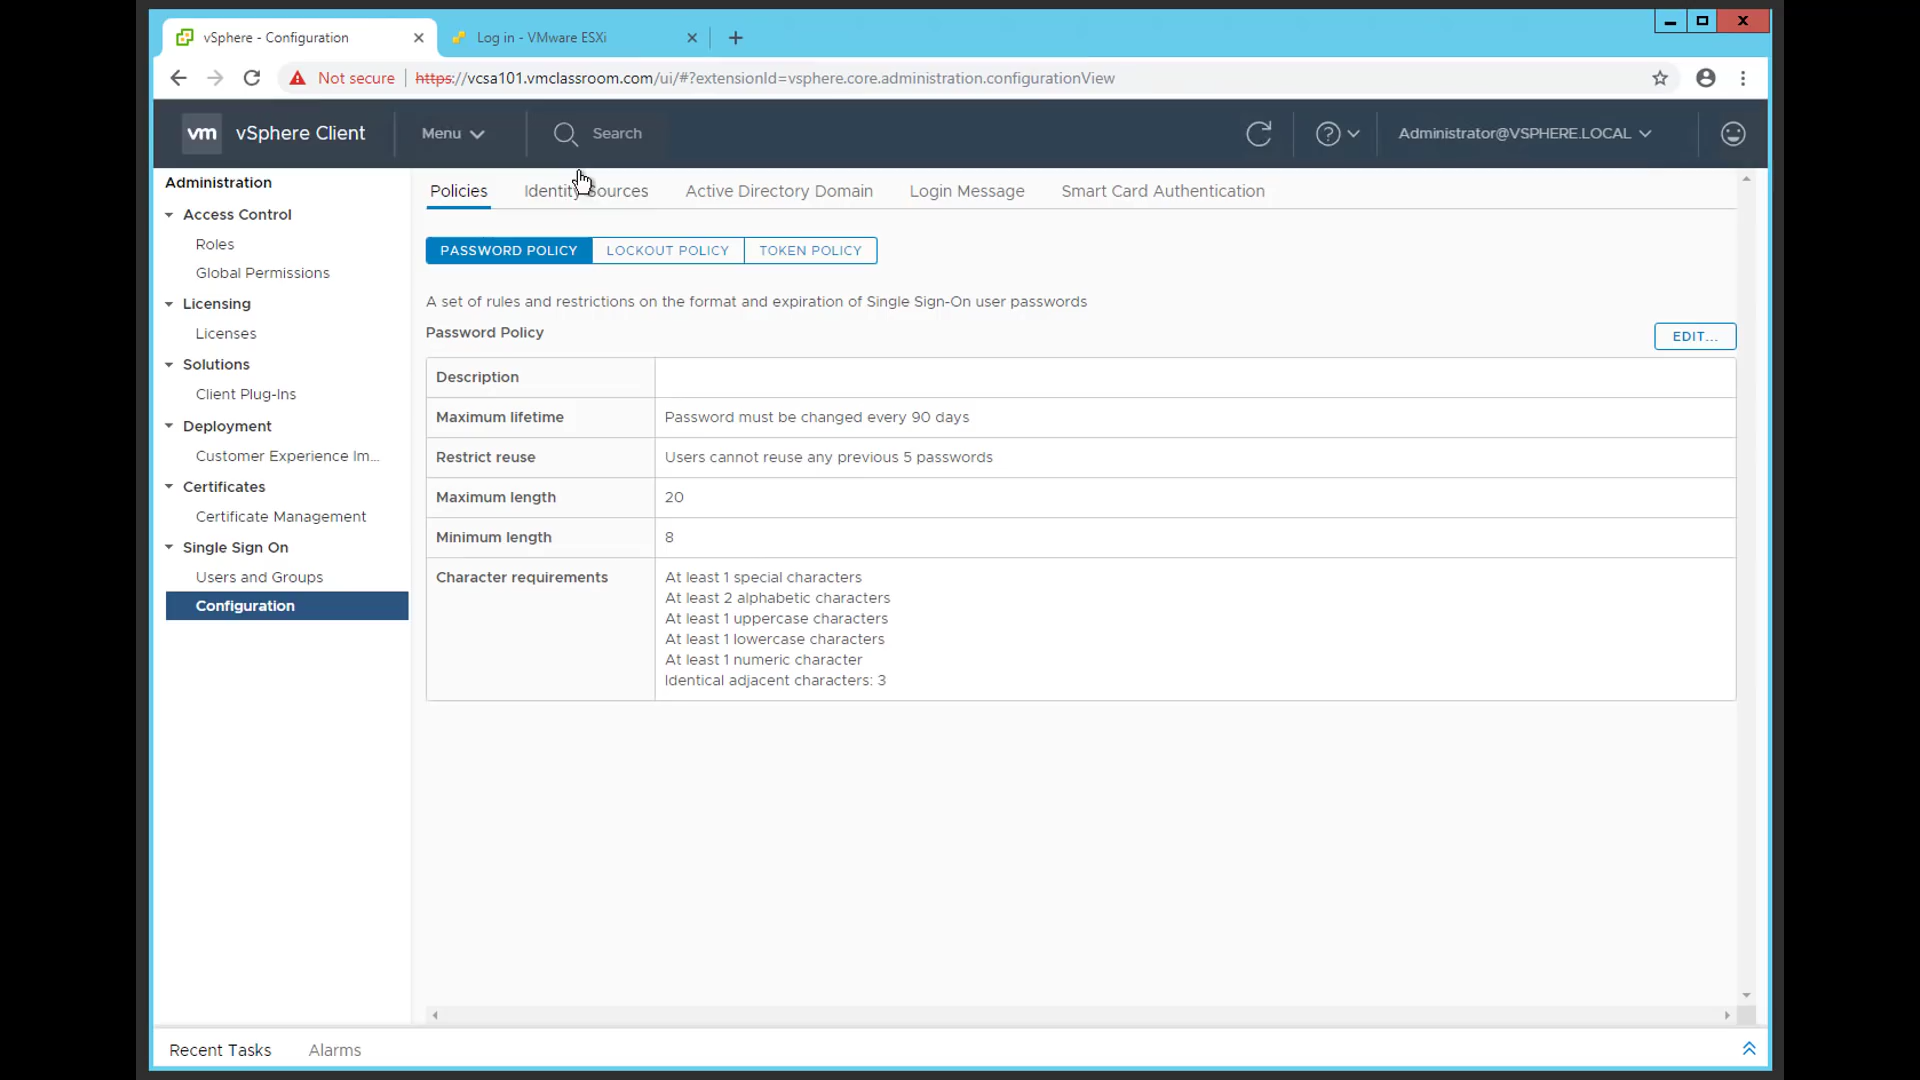 vSphere - Configuration
Log in - VMware ESXi
Not secure
https://vcsa101.vmclassroom.com/ui/#?extensionId=vsphere.core.administration.configurationView
vm
vSphere Client
Menu
Search
Administrator@VSPHERE.LOCAL
Administration
Access Control
Roles
Global Permissions
Licensing
Licenses
Solutions
Client Plug-Ins
Deployment
Customer Experience Im...
Certificates
Certificate Management
Single Sign On
Users and Groups
Configuration
Policies
Identity Sources
Active Directory Domain
Login Message
Smart Card Authentication
PASSWORD POLICY
LOCKOUT POLICY
TOKEN POLICY
A set of rules and restrictions on the format and expiration of Single Sign-On user passwords
Password Policy
EDIT...
Description
Maximum lifetime
Password must be changed every 90 days
Restrict reuse
Users cannot reuse any previous 5 passwords
Maximum length
20
Minimum length
8
Character requirements
At least 1 special characters
At least 2 alphabetic characters
At least 1 uppercase characters
At least 1 lowercase characters
At least 1 numeric character
Identical adjacent characters: 3
Recent Tasks
Alarms